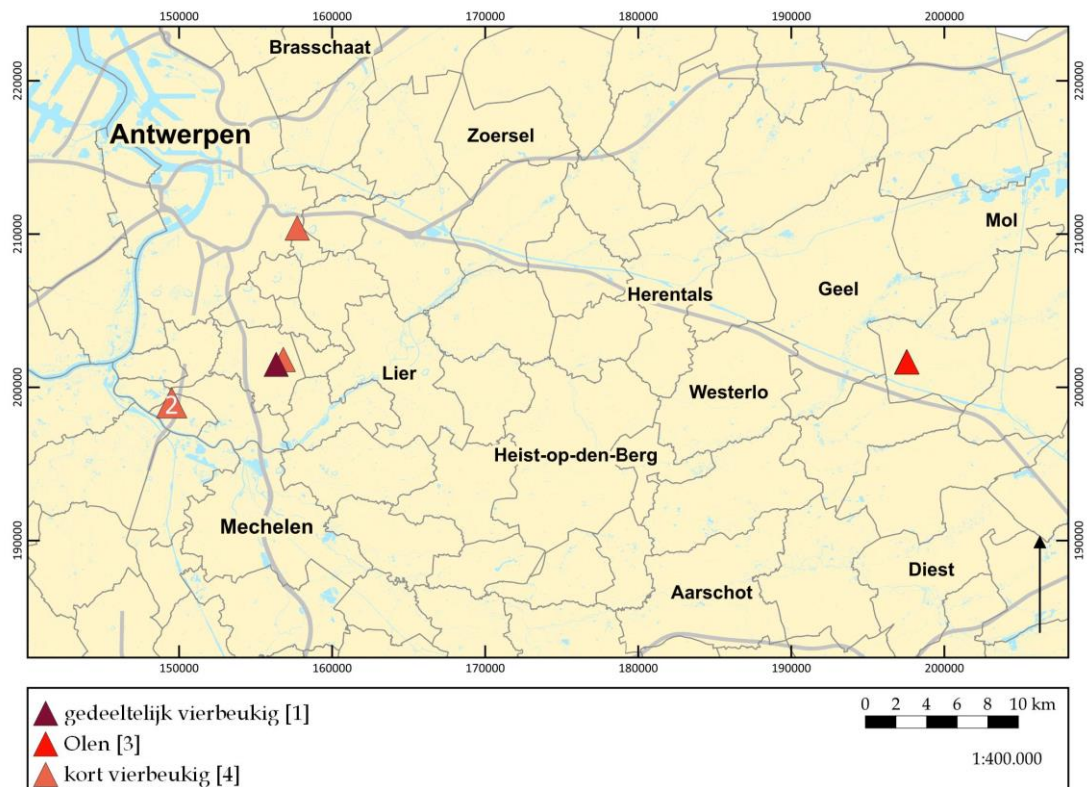 150000 160000 170000 180000 190000 200000
Brasschaat
220000 220000
Antwerpen
Zoersel
210000 210000
Mol
Geel
Herentals
Lier
200000 200000
Westerlo
2
Heist-op-den-Berg
Mechelen
190000 190000
Diest
Aarschot
150000 160000 170000 180000 190000 200000
gedeeltelijk vierbeukig [1]
Olen [3]
kort vierbeukig [4]
0 2 4 6 8 10 km
1:400.000